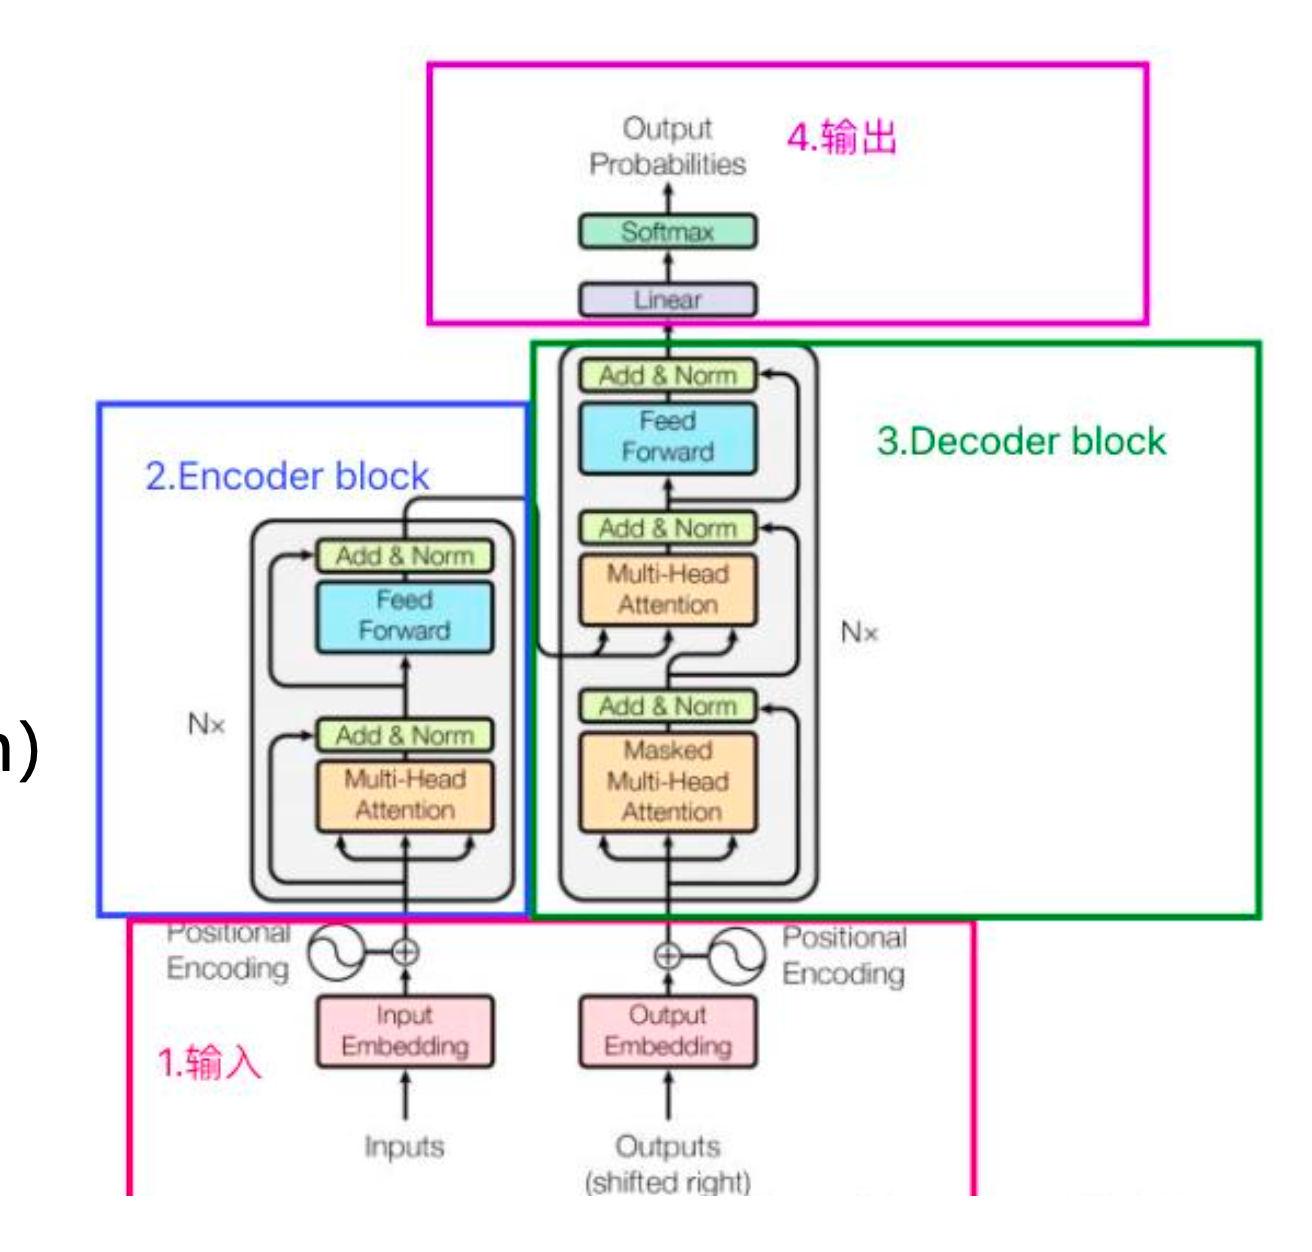 Output
Probabilities
4.输出
Softmax
Linear
3.Decoder block
Add & Norm
Feed
Forward
Add & Norm
Multi-Head
Attention
Nx
Add & Norm
Masked
Multi-Head
Attention
2.Encoder block
Add & Norm
Feed
Forward
Nx
Add & Norm
Multi-Head
Attention
n)
Positional
Encoding
Input
Embedding
1.输入
Inputs
Positional
Encoding
Output
Embedding
Outputs
(shifted right)